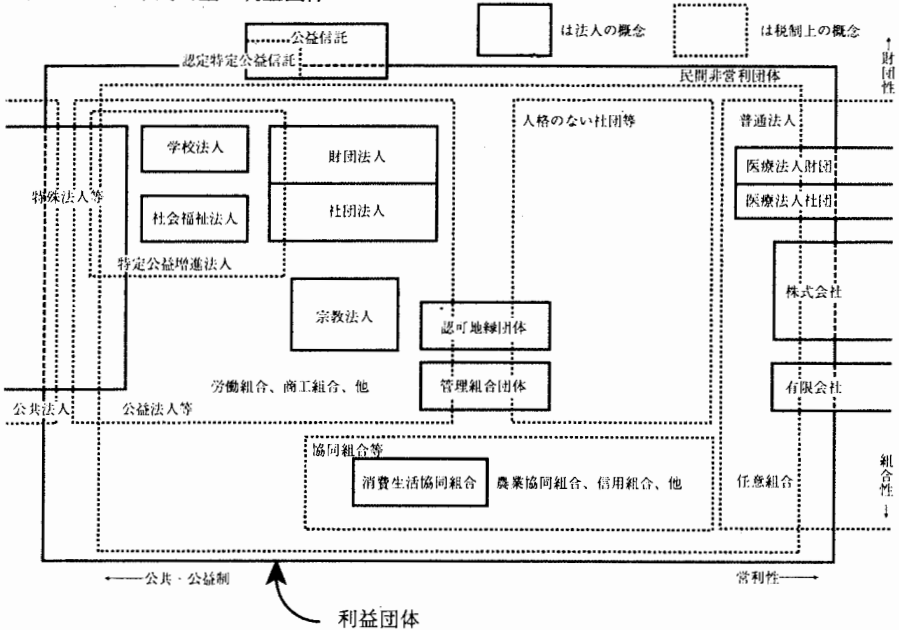 公益信託
は法人の概念
は税制上の概念
認定特定公益信託
民間非営利団体
↑財団性
人格のない社団等
普通法人
学校法人
財団法人
医療法人財団
特殊法人等
医療法人社団
社会福祉法人
社団法人
特定公益増進法人
株式会社
宗教法人
認可地縁団体
労働組合、商工組合、他
管理組合団体
有限会社
公共法人
公益法人等
協同組合等
消費生活協同組合
農業協同組合、信用組合、他
任意組合
組合性↓
←公共・公益制
営利性→
利益団体